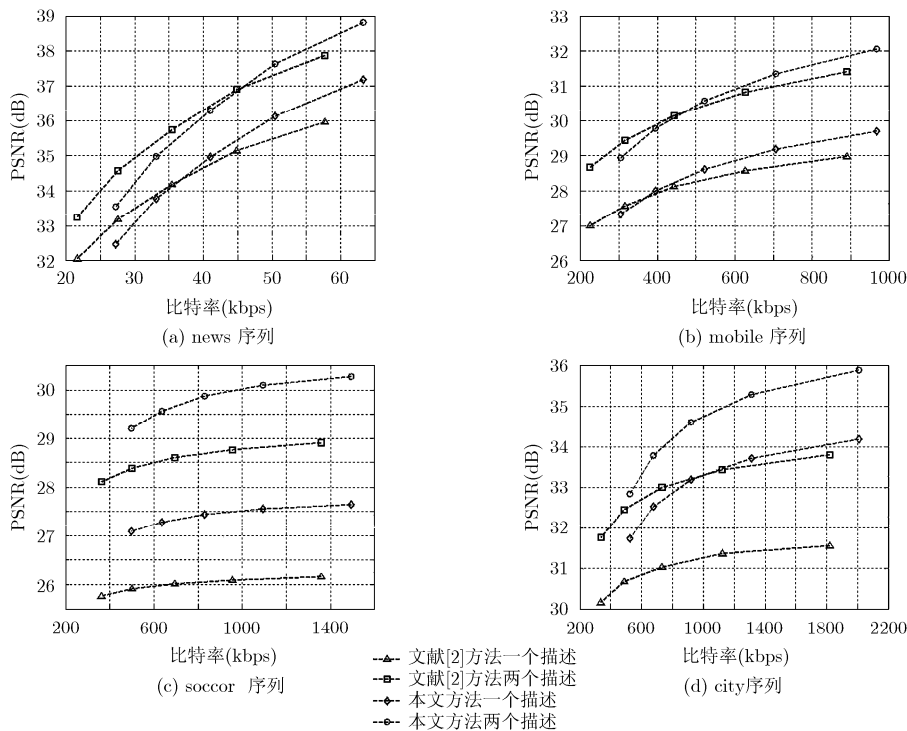 39
38
37
36
35
34
33
32
PSNR(dB)
20 30 40 50 60
比特率(kbps)
(a) news 序列
33
32
31
30
29
28
27
26
PSNR(dB)
200 400 600 800 1000
比特率(kbps)
(b) mobile 序列
30
29
28
27
26
PSNR(dB)
200 600 1000 1400
比特率(kbps)
(c) soccor 序列
36
35
34
33
32
31
30
PSNR(dB)
200 600 1000 1400 1800 2200
比特率(kbps)
(d) city序列
文献[2]方法一个描述
文献[2]方法两个描述
本文方法一个描述
本文方法两个描述